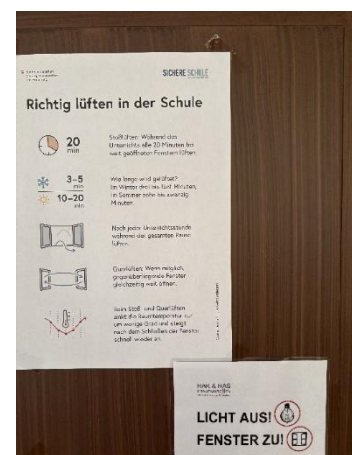 SICHERE SCHULE
Richtig lüften in der Schule
20
min
Stoßlüften: Während des
Unterrichts alle 20 Minuten bei
weit geöffneten Fenstern lüften.
3–5
min
10–20
min
Wie lange wird gelüftet?
Im Winter drei bis fünf Minuten,
im Sommer zehn bis zwanzig
Minuten.
Nach jeder Unterrichtsstunde
während der gesamten Pause
lüften.
Querlüften: Wenn möglich,
gegenüberliegende Fenster
gleichzeitig weit öffnen.
Beim Stoß- und Querlüften
sinkt die Raumtemperatur nur
um wenige Grad und steigt
nach dem Schließen der Fenster
schnell wieder an.
HAK & HAS
LICHT AUS!
FENSTER ZU!